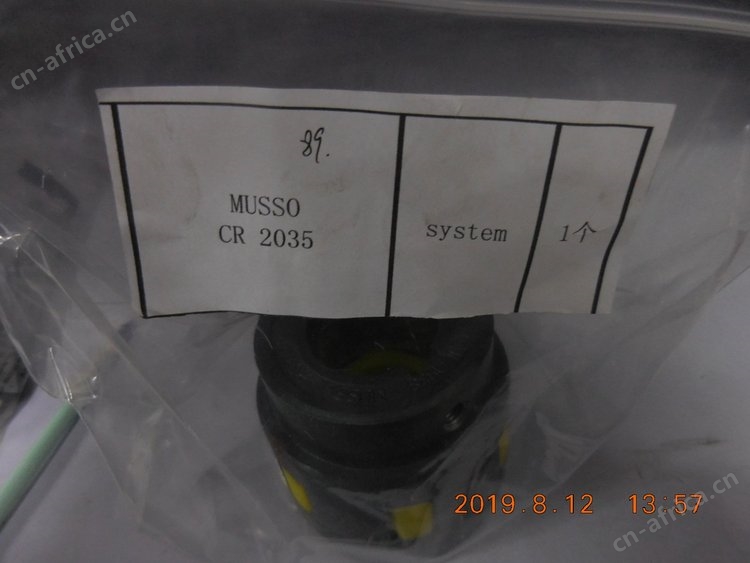 cn-africa.cn
89.
MUSSO
CR 2035
system
1个
2019.8.12 13:57
cn-africa.cn